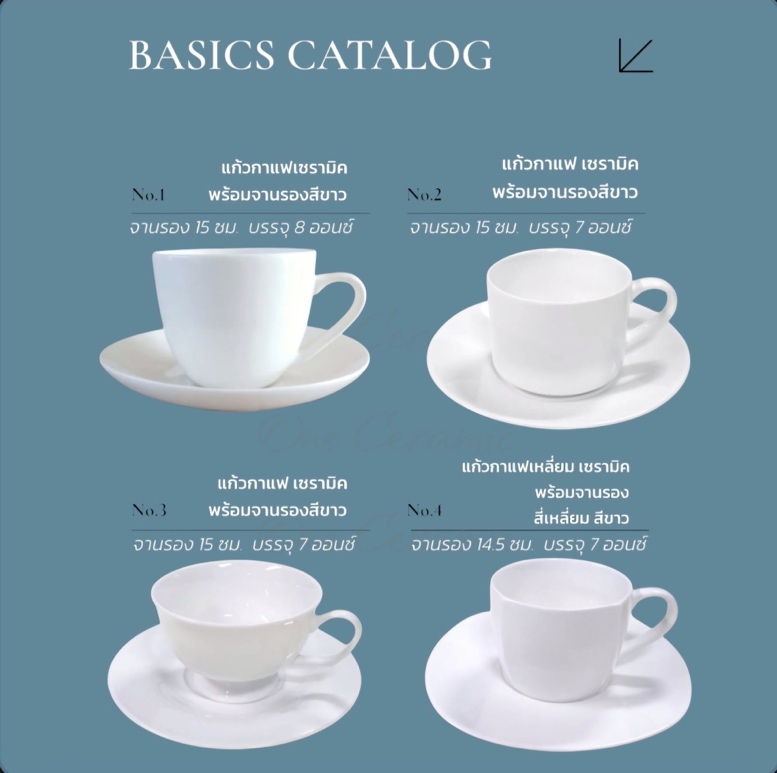 BASICS CATALOG
แก้วกาแฟเซรามิค
No.1 พร้อมจานรองสีขาว
จานรอง 15 ซม. บรรจุ 8 ออนซ์
แก้วกาแฟ เซรามิค
No.2 พร้อมจานรองสีขาว
จานรอง 15 ซม. บรรจุ 7 ออนซ์
One Ceramic
แก้วกาแฟ เซรามิค
No.3 พร้อมจานรองสีขาว
จานรอง 15 ซม. บรรจุ 7 ออนซ์
แก้วกาแฟเหลี่ยม เซรามิค
พร้อมจานรอง
No.4 สี่เหลี่ยม สีขาว
จานรอง 14.5 ซม. บรรจุ 7 ออนซ์